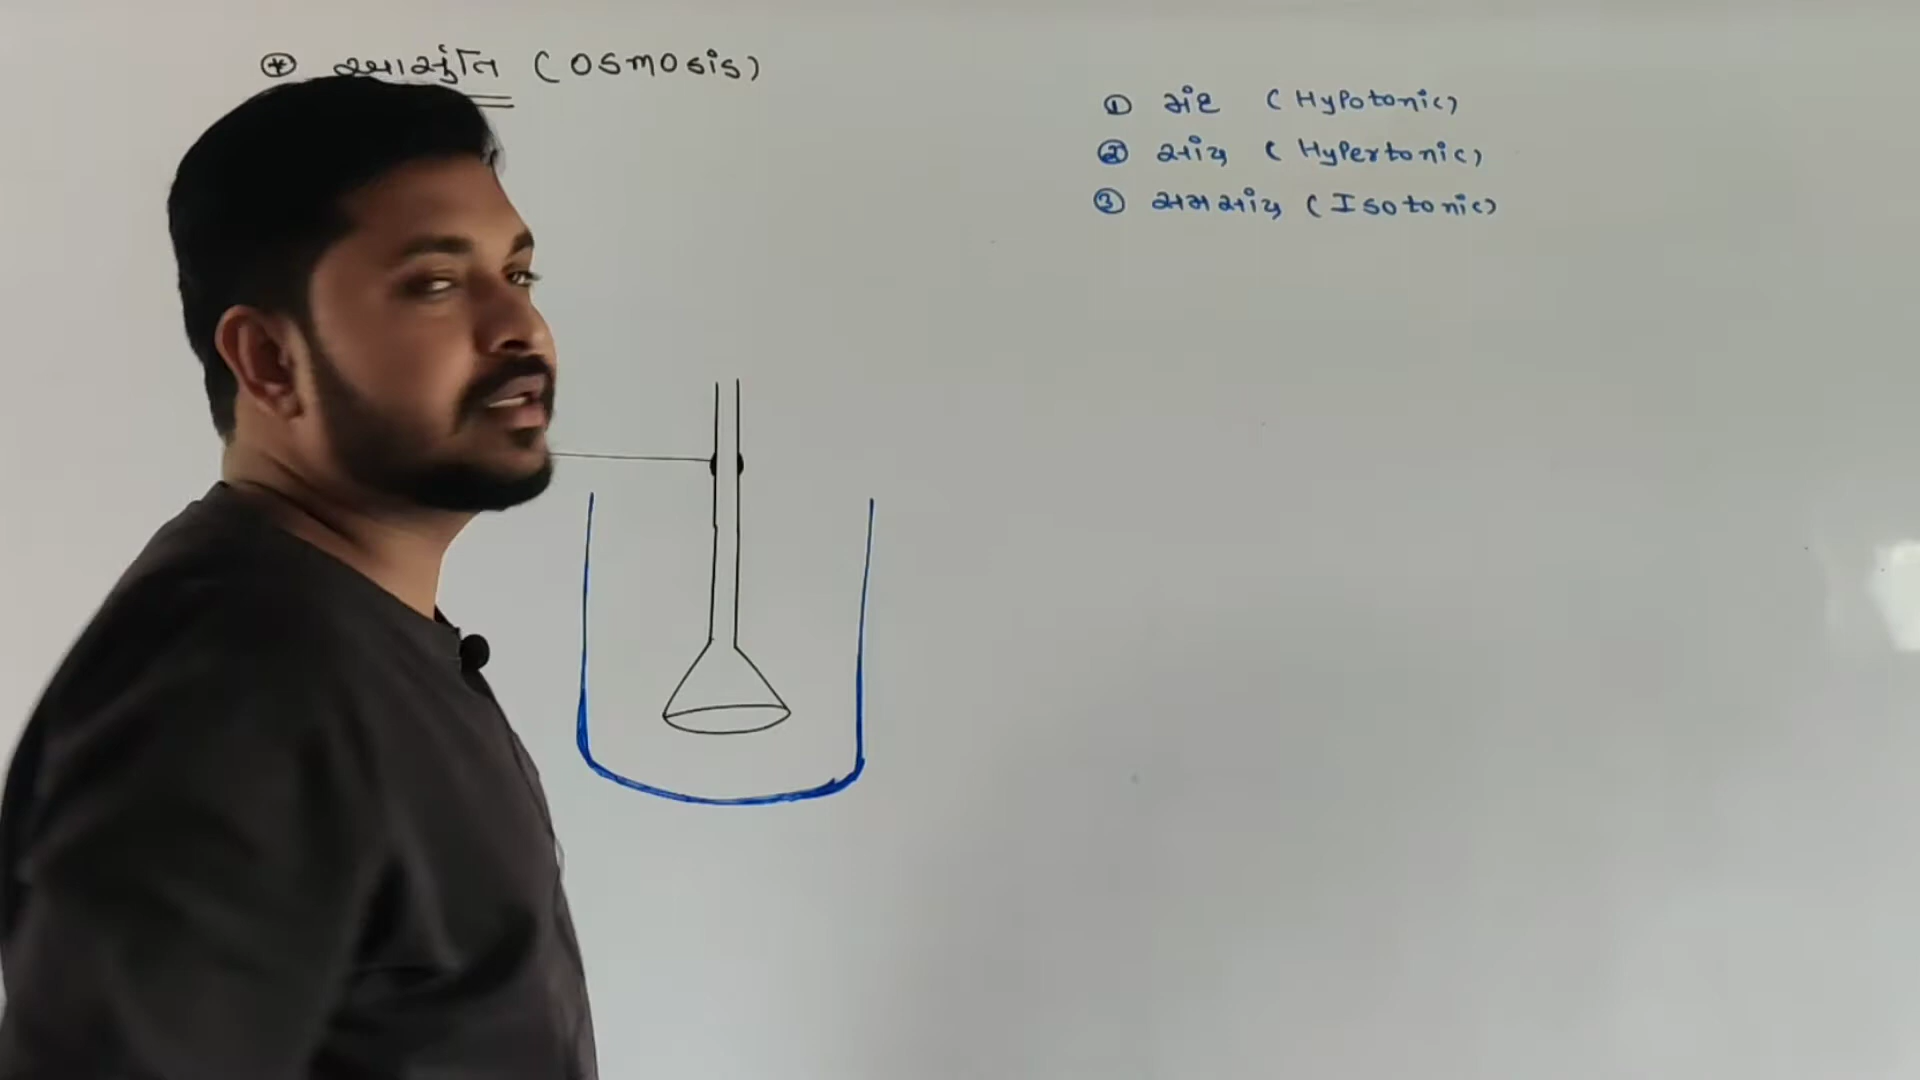 * આસૃતિ (Osmosis)
① મંદ (Hypotonic)
② સાંદ્ર (Hypertonic)
③ સમસાંદ્ર (Isotonic)